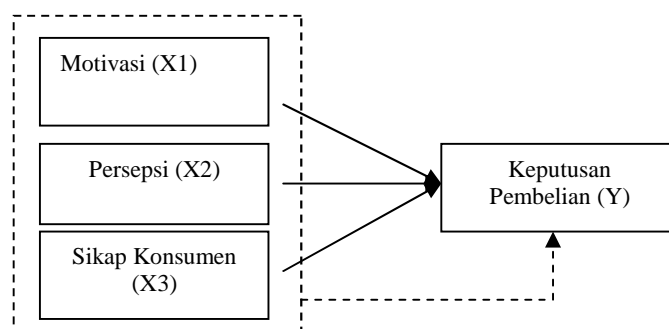 Motivasi (X1)
Persepsi (X2)
Sikap Konsumen
(X3)
Keputusan
Pembelian (Y)